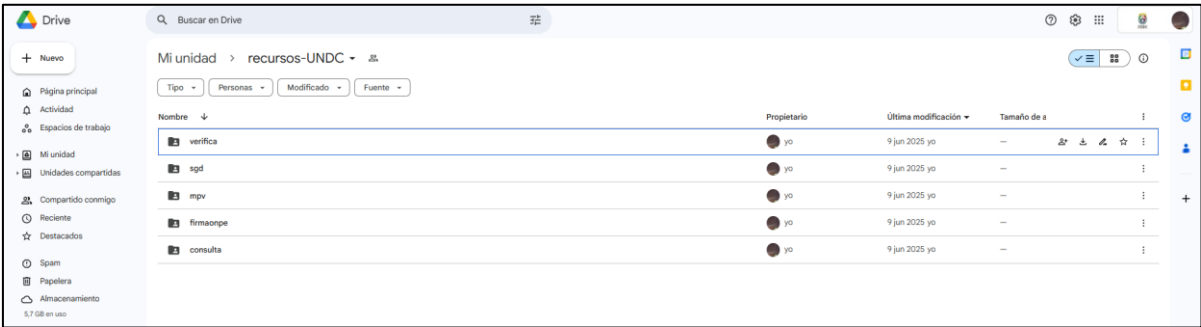 Drive
Buscar en Drive
Nuevo
Página principal
Actividad
Espacios de trabajo
Mi unidad
Unidades compartidas
Compartido conmigo
Reciente
Destacados
Spam
Papelera
Almacenamiento
5,7 GB en uso
Mi unidad > recursos-UNDC
Tipo Personas Modificado Fuente
Nombre Propietario Última modificación Tamaño de a
verifica yo 9 jun 2025 yo —
sgd yo 9 jun 2025 yo —
mpv yo 9 jun 2025 yo —
firmaonpe yo 9 jun 2025 yo —
consulta yo 9 jun 2025 yo —